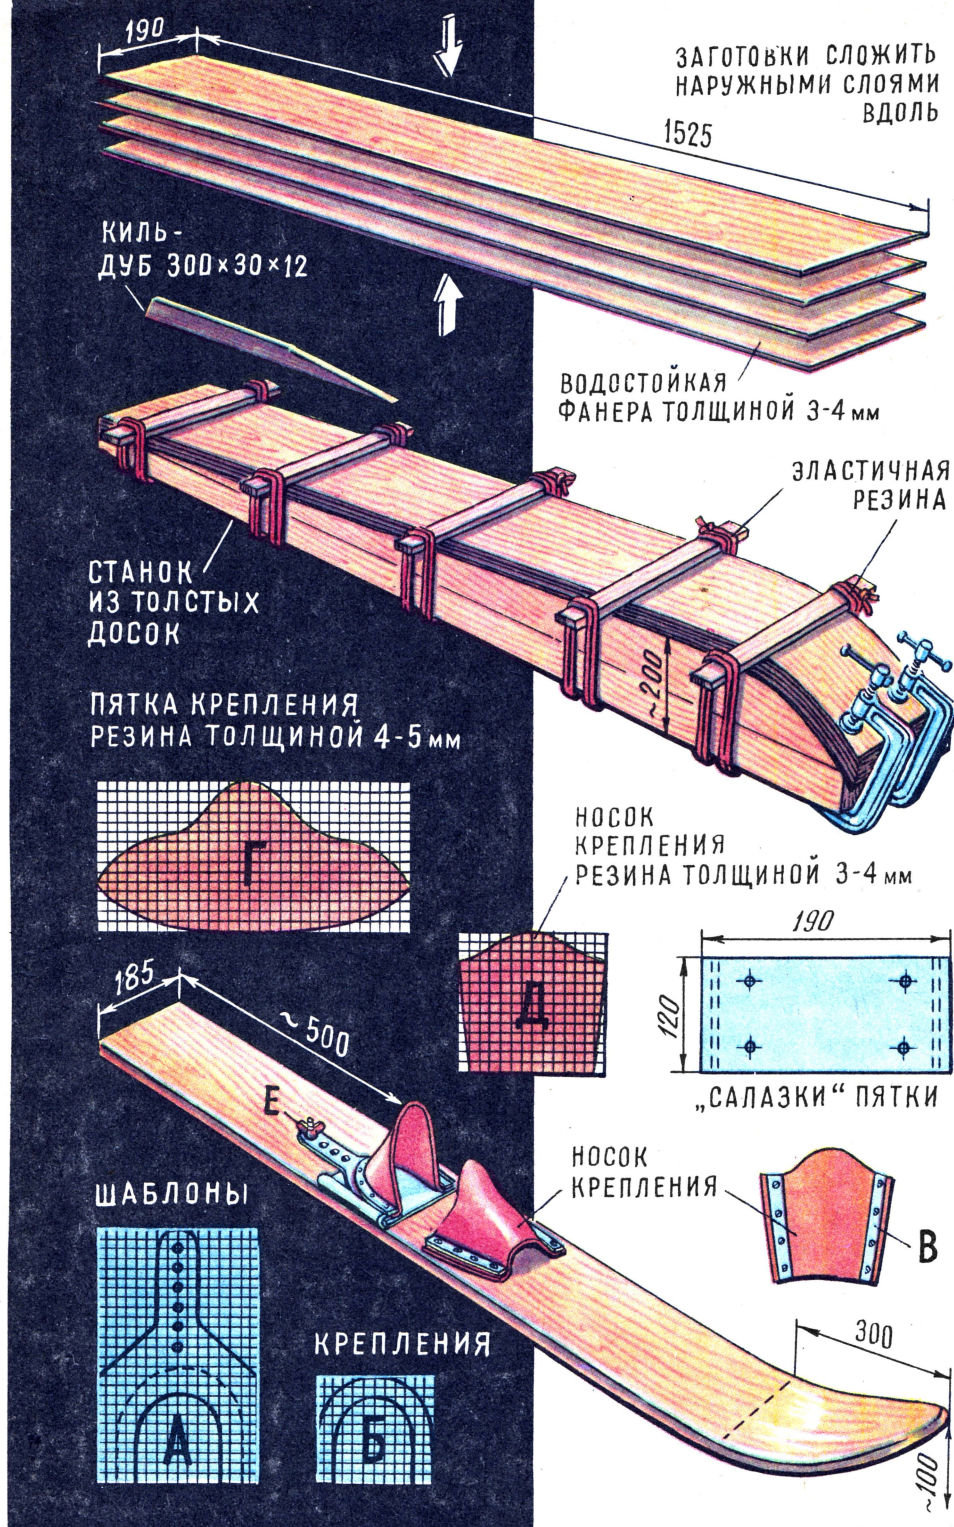 190
ЗАГОТОВКИ СЛОЖИТЬ
НАРУЖНЫМИ СЛОЯМИ
ВДОЛЬ
1525
КИЛЬ-
ДУБ 300×30×12
ВОДОСТОЙКАЯ
ФАНЕРА ТОЛЩИНОЙ 3-4 мм
ЭЛАСТИЧНАЯ
РЕЗИНА
СТАНОК
ИЗ ТОЛСТЫХ
ДОСОК
~200
ПЯТКА КРЕПЛЕНИЯ
РЕЗИНА ТОЛЩИНОЙ 4-5 мм
Г
НОСОК
КРЕПЛЕНИЯ
РЕЗИНА ТОЛЩИНОЙ 3-4 мм
Д
190
120
„САЛАЗКИ“ ПЯТКИ
185
~500
Е
НОСОК
КРЕПЛЕНИЯ
В
ШАБЛОНЫ
А
КРЕПЛЕНИЯ
Б
300
~100